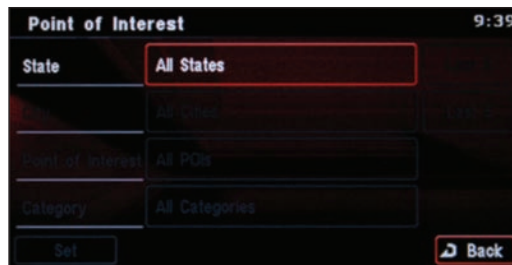 Point of Interest 9:39
State All States
All Cities
Point of Interest All POIs
Category All Categories
Set Back